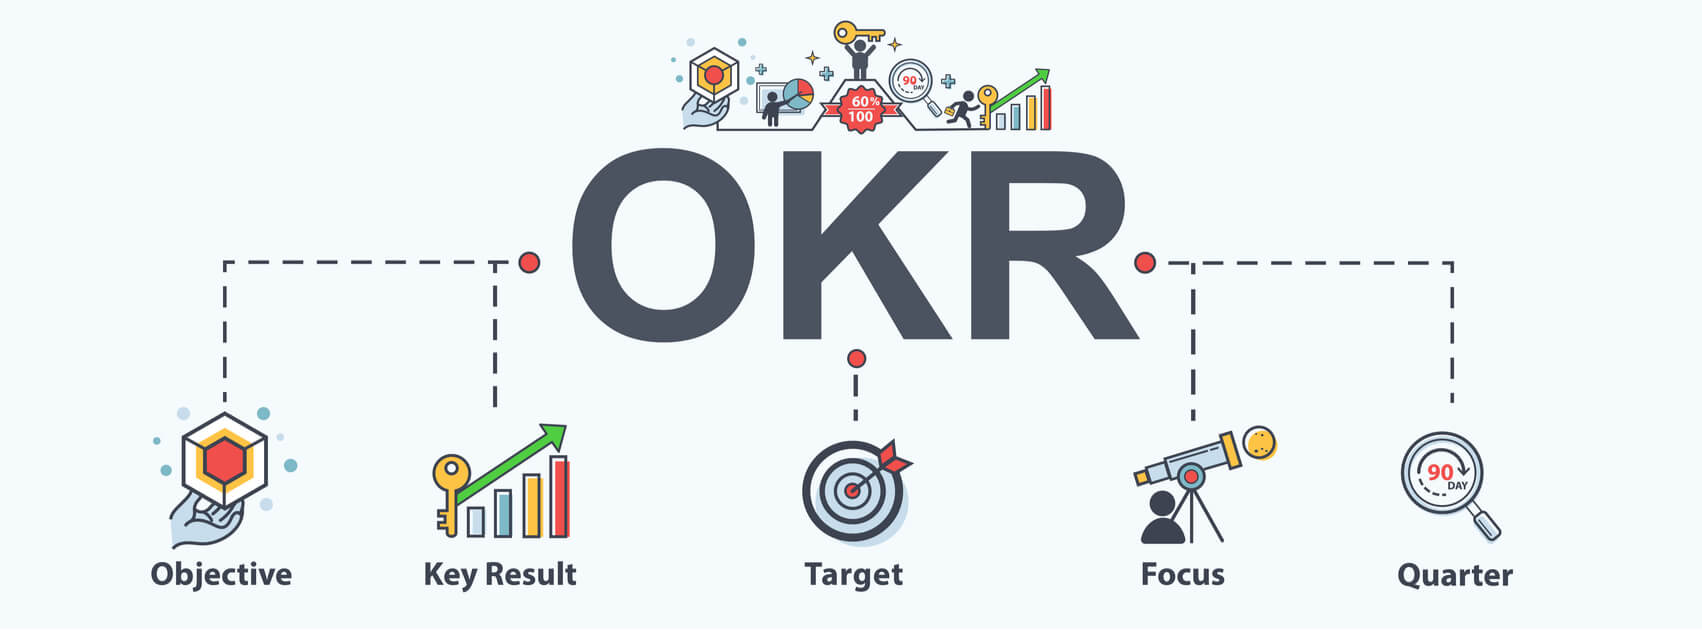 60%
100
90
DAY
OKR
Objective
Key Result
Target
Focus
90
DAY
Quarter